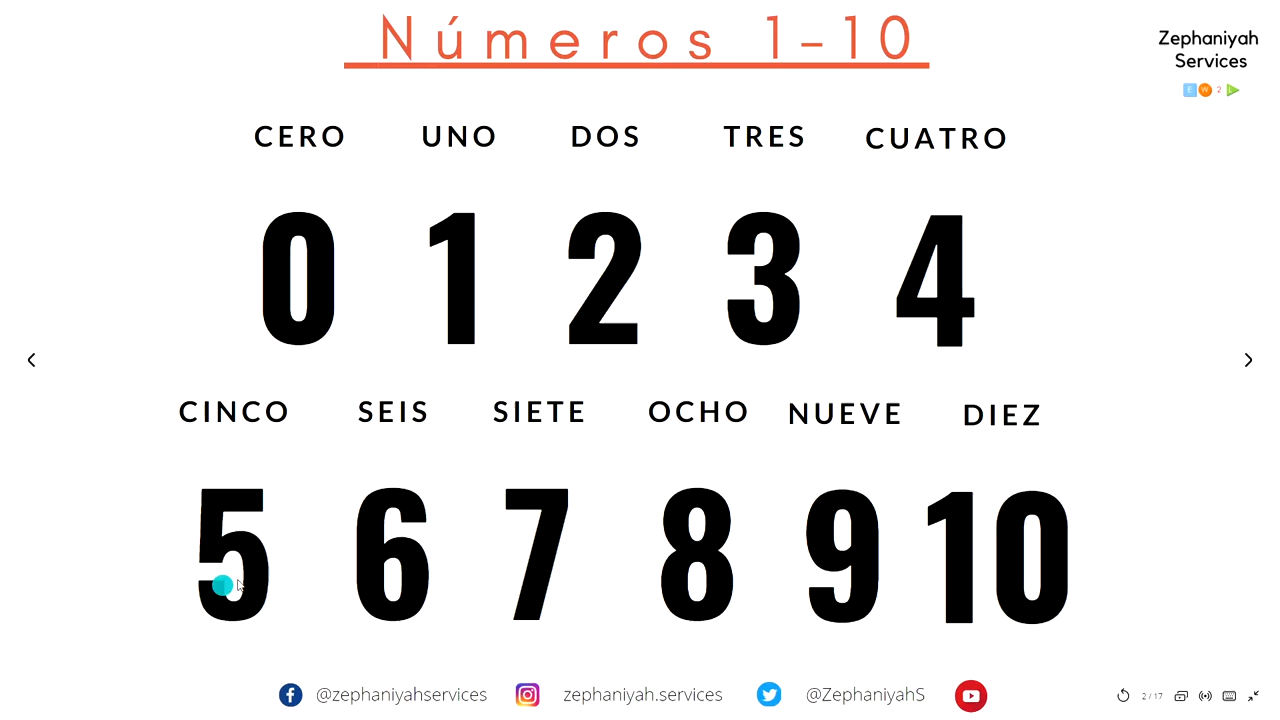 Números 1-10
Zephaniyah
Services
E W 2
CERO UNO DOS TRES CUATRO
0 1 2 3 4
CINCO SEIS SIETE OCHO NUEVE DIEZ
5 6 7 8 9 10
@zephaniyahservices zephaniyah.services @ZephaniyahS
2 / 17